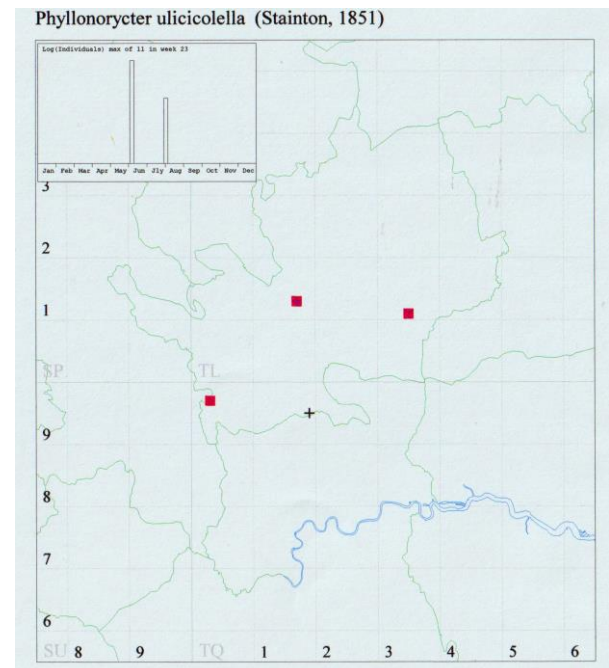 Phyllonorycter ulicicolella (Stainton, 1851)
Log(Individuals) max of 11 in week 23
Jan Feb Mar Apr May Jun Jly Aug Sep Oct Nov Dec
3
2
1
SP TL
9
8
7
6
SU 8 9 TQ 1 2 3 4 5 6